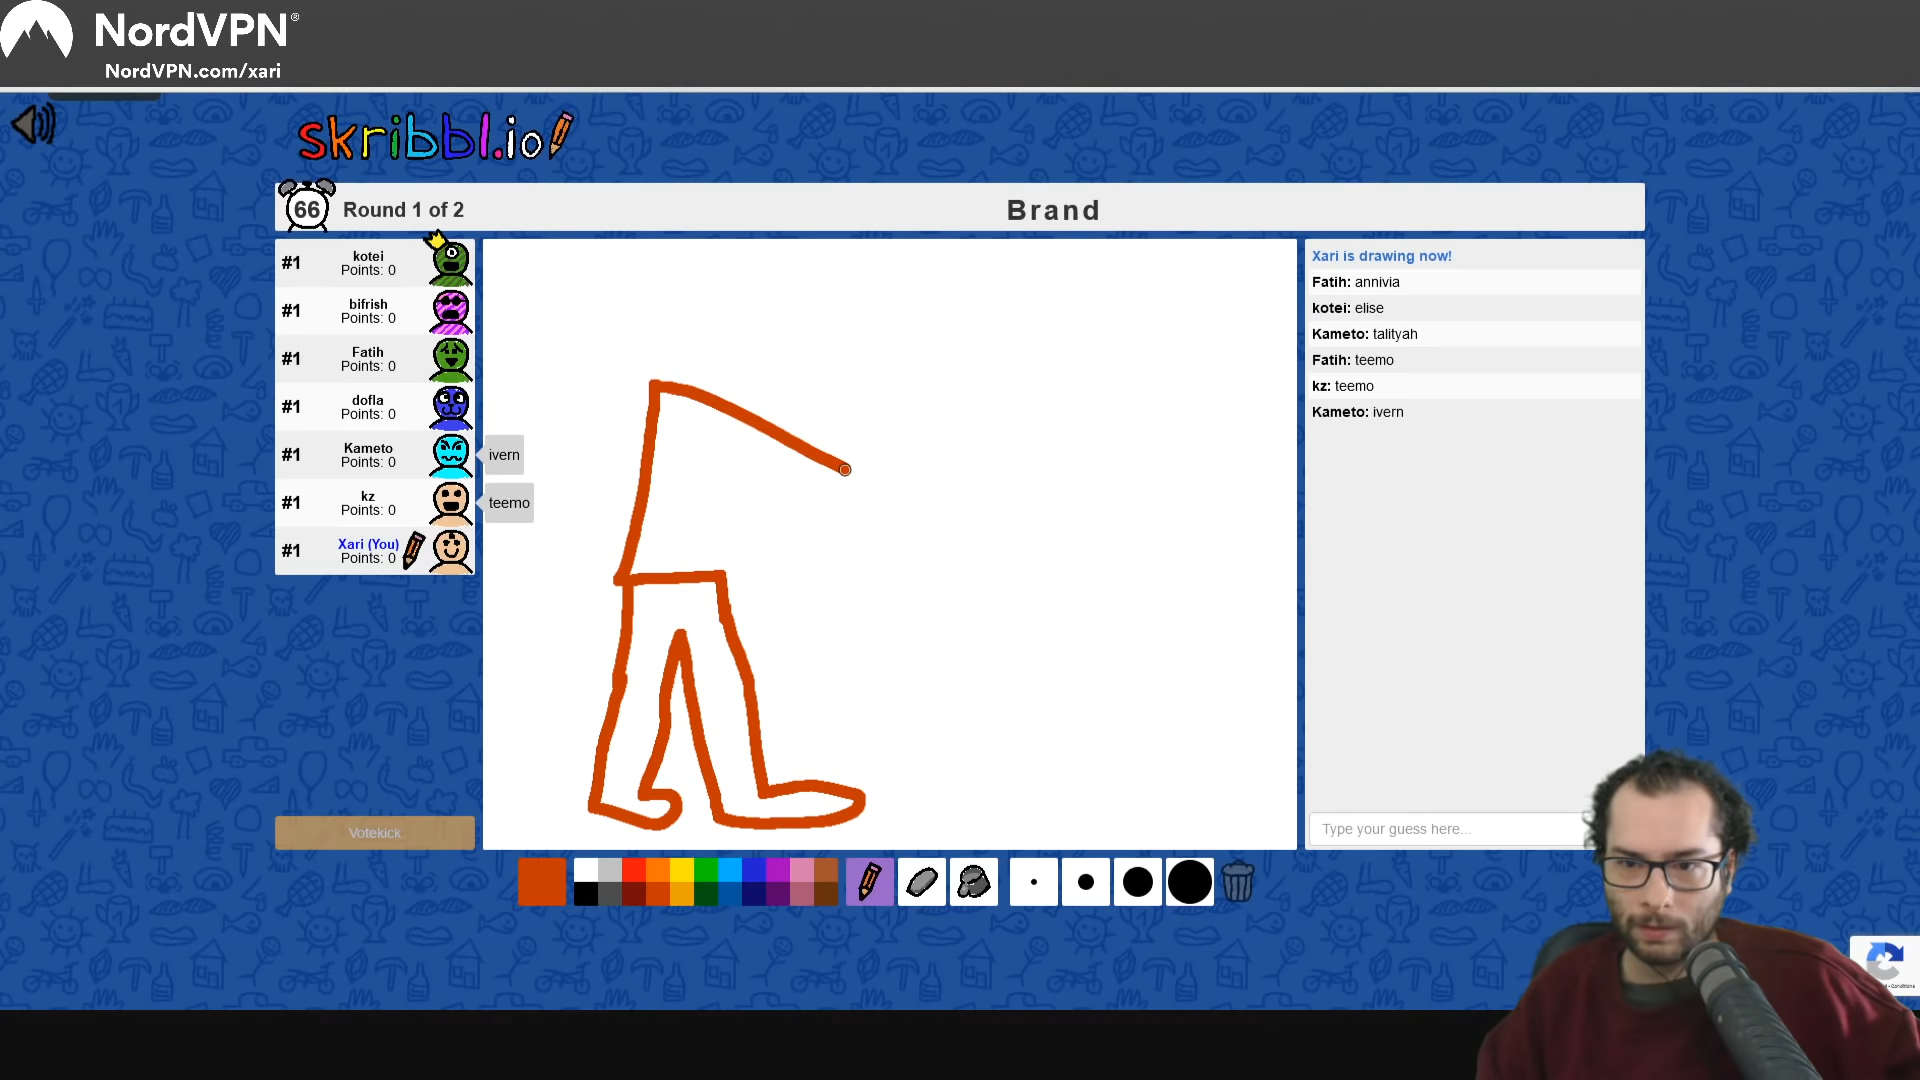 NordVPN®
NordVPN.com/xari
skribbl.io
66
Round 1 of 2
Brand
#1
kotei
Points: 0
#1
bifrish
Points: 0
#1
Fatih
Points: 0
#1
dofla
Points: 0
#1
Kameto
Points: 0
ivern
#1
kz
Points: 0
teemo
#1
Xari (You)
Points: 0
Votekick
Xari is drawing now!
Fatih: annivia
kotei: elise
Kameto: talityah
Fatih: teemo
kz: teemo
Kameto: ivern
Type your guess here...